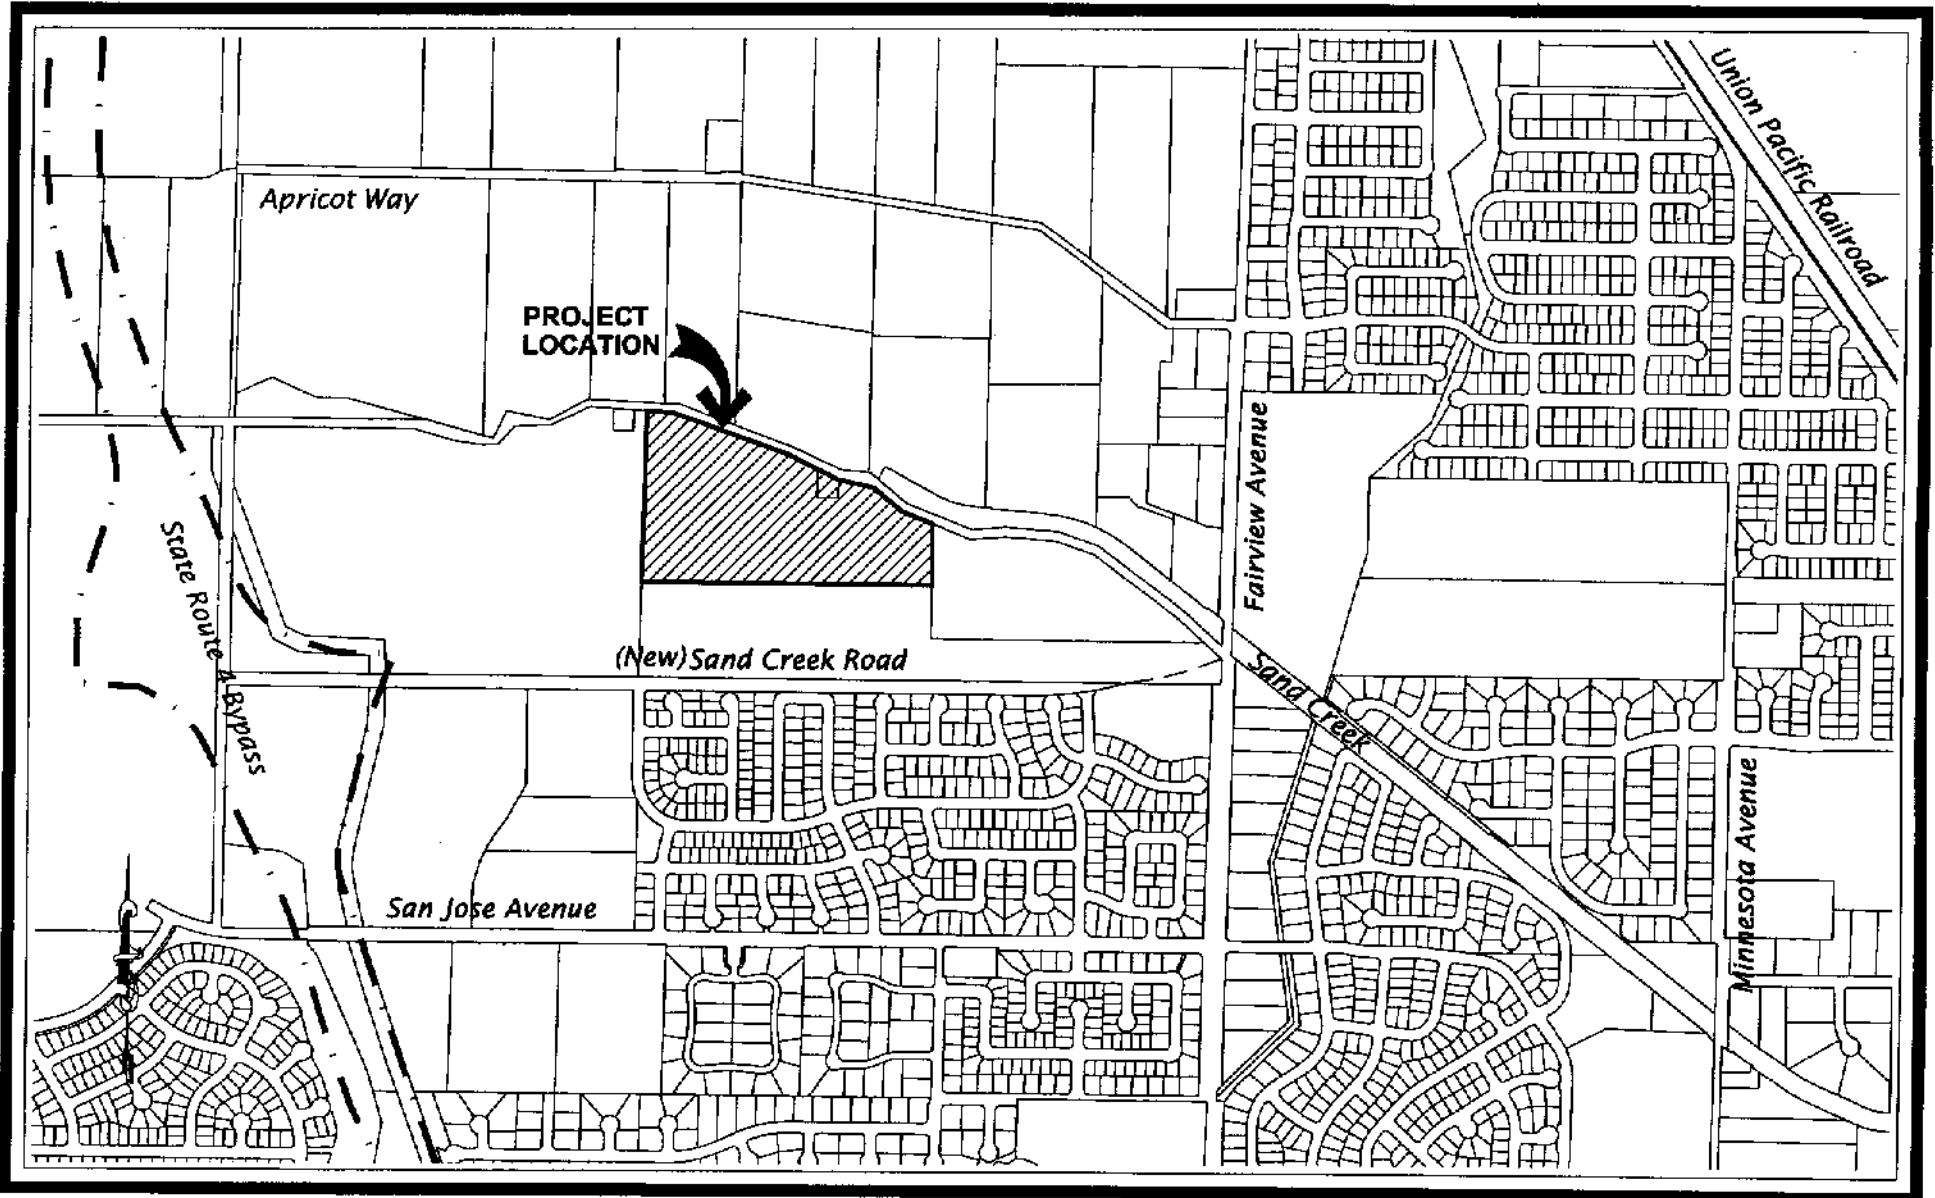 Union Pacific Railroad
Apricot Way
PROJECT
LOCATION
Fairview Avenue
State Route 4 Bypass
(New) Sand Creek Road
Sand Creek
Minnesota Avenue
San Jose Avenue